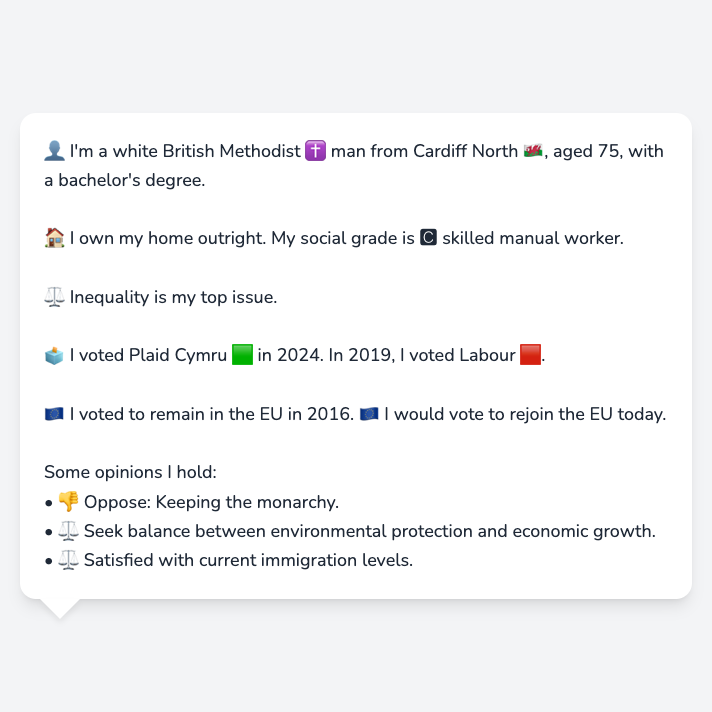 👤 I'm a white British Methodist ✝️ man from Cardiff North 🏴󠁧󠁢󠁷󠁬󠁳󠁿, aged 75, with
a bachelor's degree.
🏠 I own my home outright. My social grade is 🅲 skilled manual worker.
⚖️ Inequality is my top issue.
🗳️ I voted Plaid Cymru 🟩 in 2024. In 2019, I voted Labour 🟥.
🇪🇺 I voted to remain in the EU in 2016. 🇪🇺 I would vote to rejoin the EU today.
Some opinions I hold:
• 👎 Oppose: Keeping the monarchy.
• ⚖️ Seek balance between environmental protection and economic growth.
• ⚖️ Satisfied with current immigration levels.